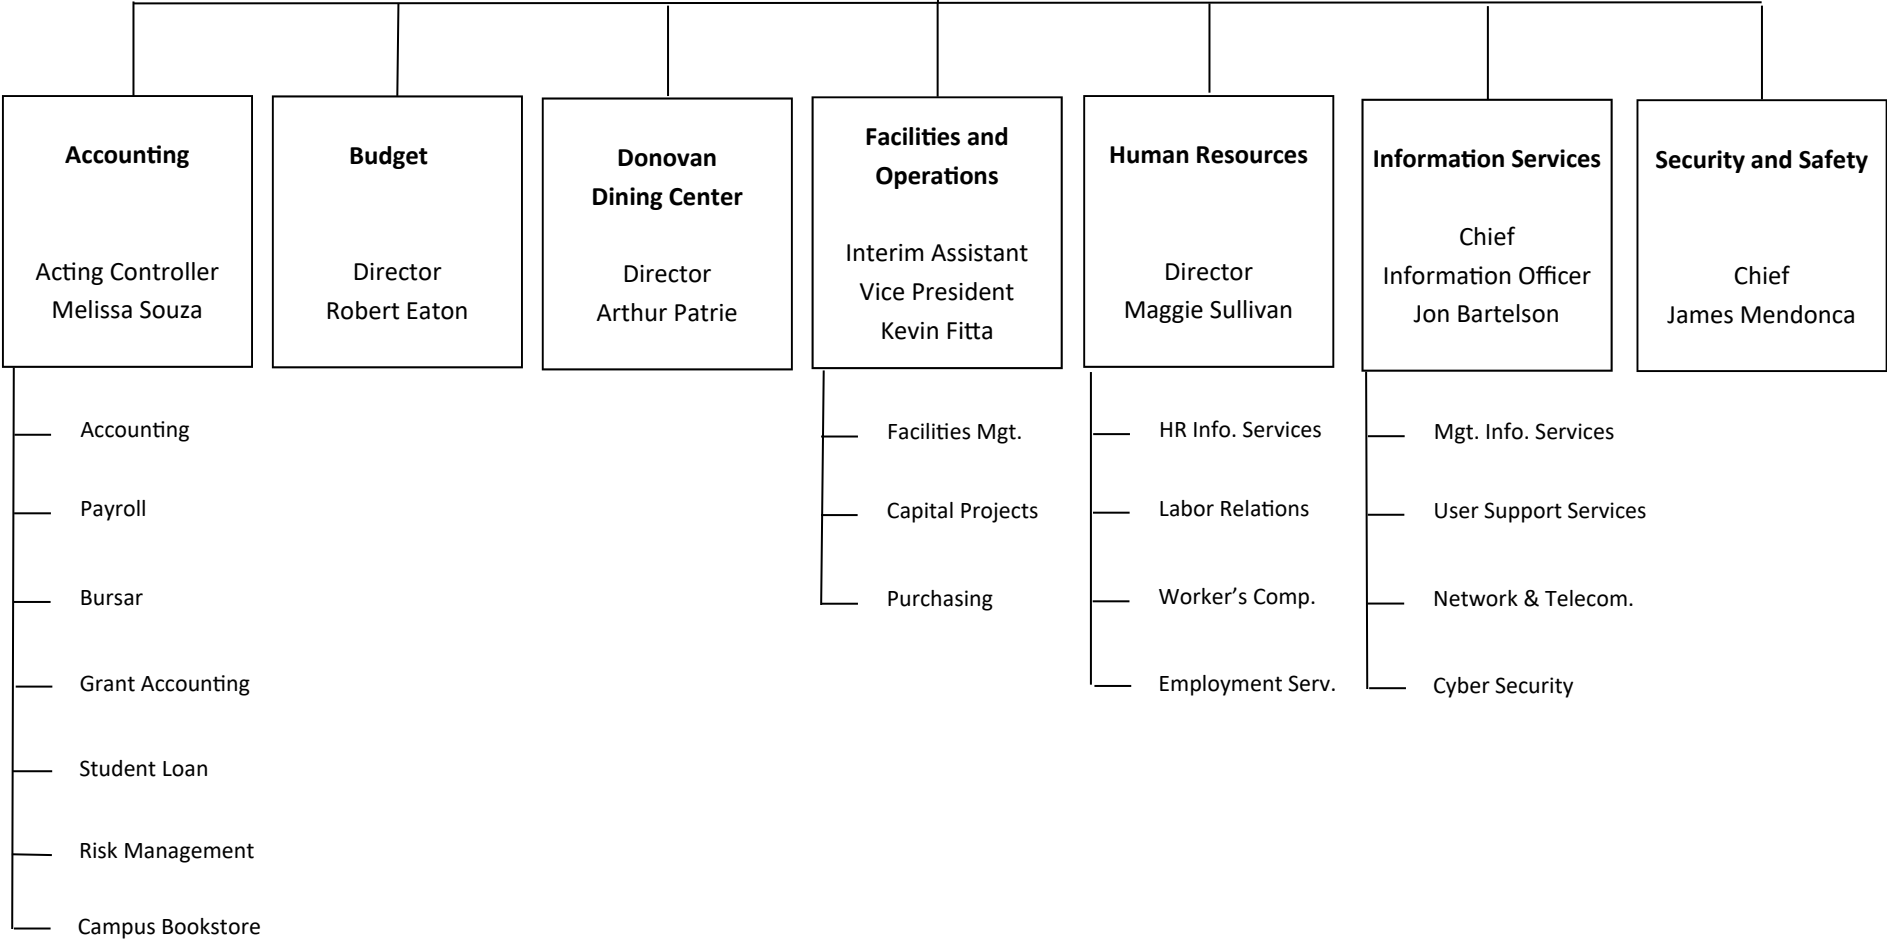 Accounting
Acting Controller
Melissa Souza
Accounting
Payroll
Bursar
Grant Accounting
Student Loan
Risk Management
Campus Bookstore
Budget
Director
Robert Eaton
Donovan
Dining Center
Director
Arthur Patrie
Facilities and
Operations
Interim Assistant
Vice President
Kevin Fitta
Facilities Mgt.
Capital Projects
Purchasing
Human Resources
Director
Maggie Sullivan
HR Info. Services
Labor Relations
Worker’s Comp.
Employment Serv.
Information Services
Chief
Information Officer
Jon Bartelson
Mgt. Info. Services
User Support Services
Network & Telecom.
Cyber Security
Security and Safety
Chief
James Mendonca